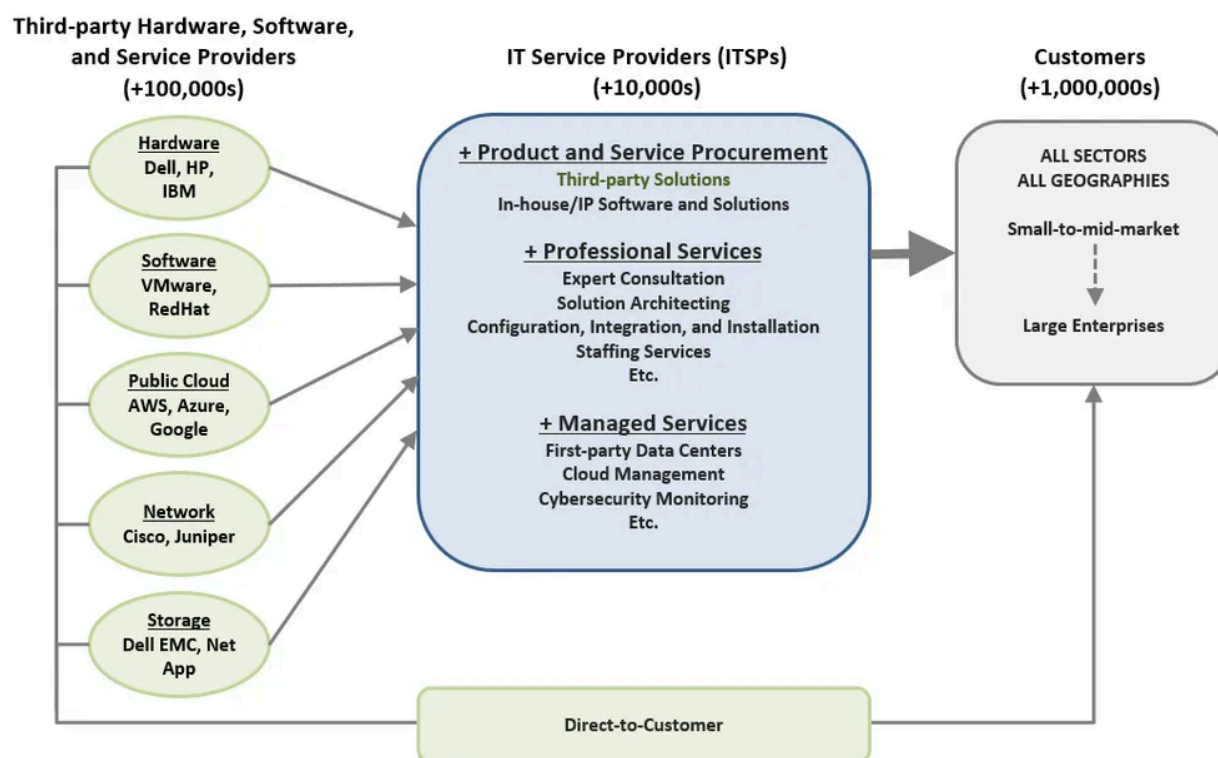 Third-party Hardware, Software,
and Service Providers
(+100,000s)
IT Service Providers (ITSPs)
(+10,000s)
Customers
(+1,000,000s)
Hardware
Dell, HP,
IBM
Software
VMware,
RedHat
Public Cloud
AWS, Azure,
Google
Network
Cisco, Juniper
Storage
Dell EMC, Net
App
+ Product and Service Procurement
Third-party Solutions
In-house/IP Software and Solutions
+ Professional Services
Expert Consultation
Solution Architecting
Configuration, Integration, and Installation
Staffing Services
Etc.
+ Managed Services
First-party Data Centers
Cloud Management
Cybersecurity Monitoring
Etc.
ALL SECTORS
ALL GEOGRAPHIES
Small-to-mid-market
Large Enterprises
Direct-to-Customer